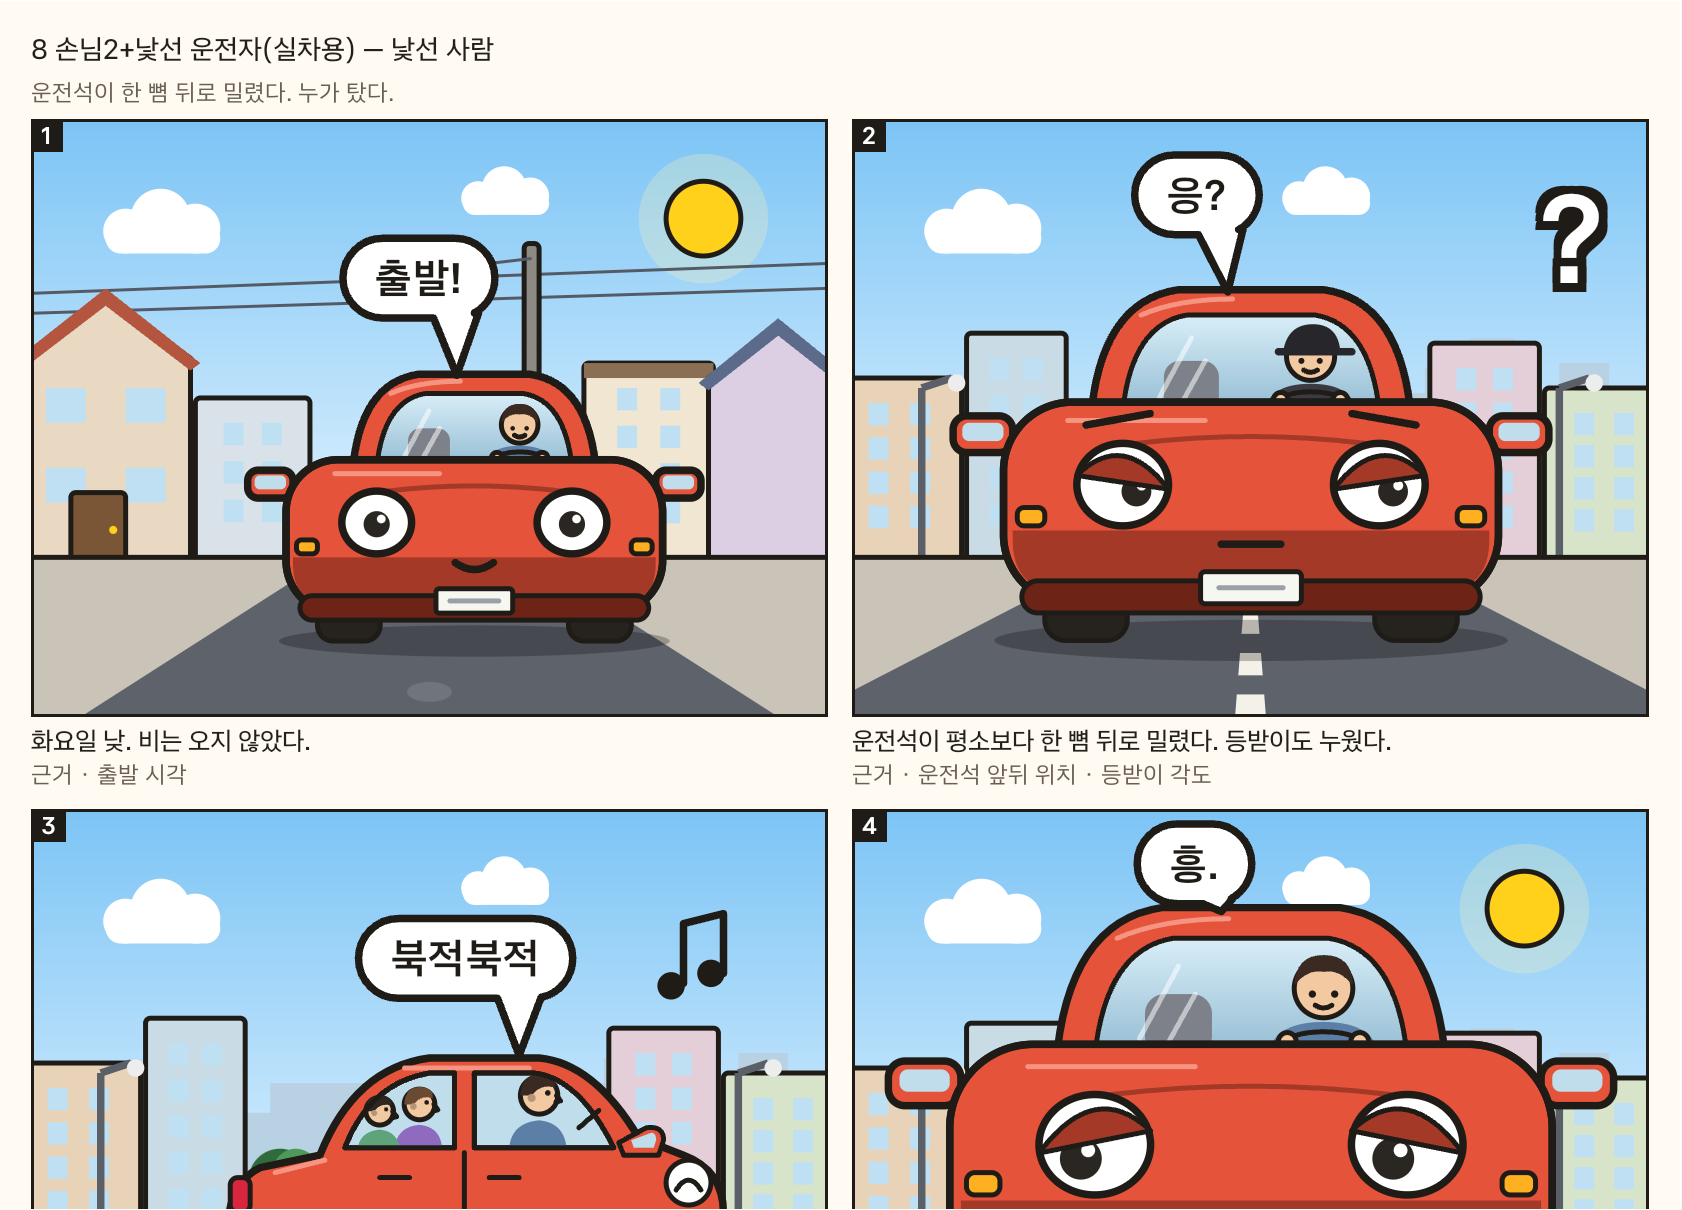 8 손님2+낯선 운전자(실차용) — 낯선 사람
운전석이 한 뼘 뒤로 밀렸다. 누가 탔다.
1
출발!
화요일 낮. 비는 오지 않았다.
근거 · 출발 시각
2
응?
?
운전석이 평소보다 한 뼘 뒤로 밀렸다. 등받이도 누웠다.
근거 · 운전석 앞뒤 위치 · 등받이 각도
3
북적북적
4
흥.